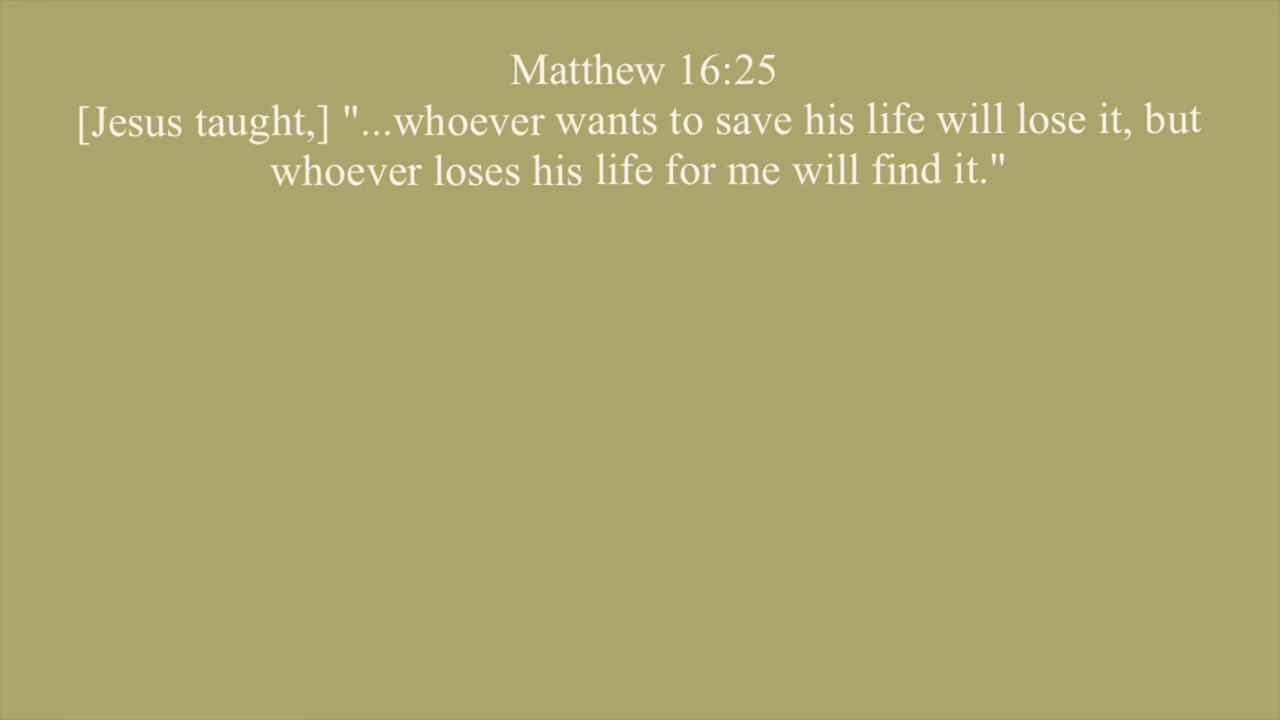 Matthew 16:25
[Jesus taught,] "...whoever wants to save his life will lose it, but
whoever loses his life for me will find it."